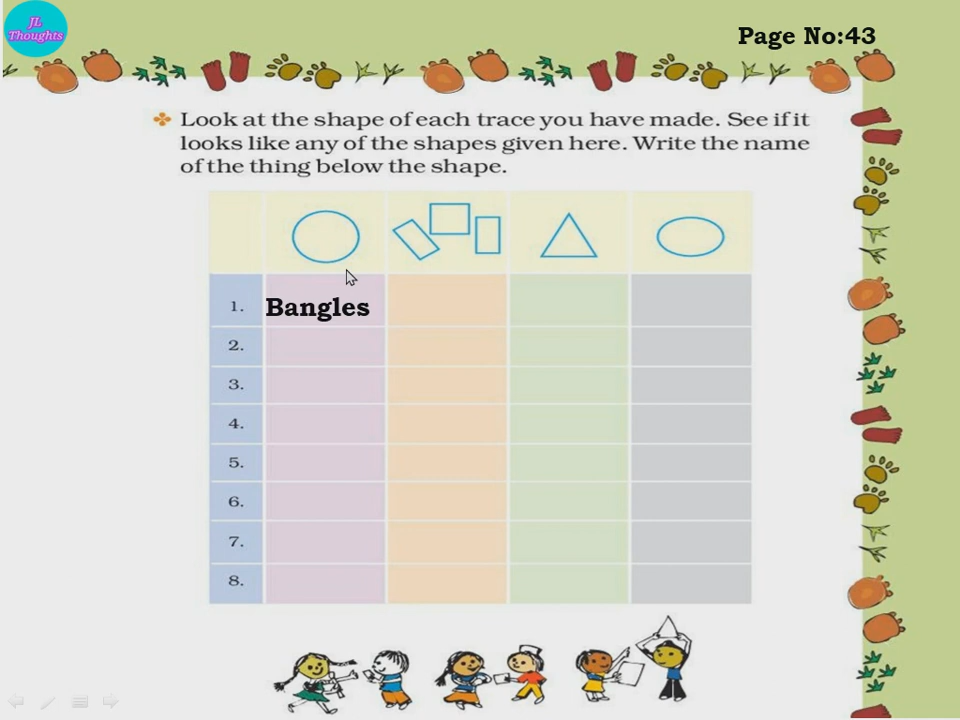 JL
Thoughts
Page No:43
Look at the shape of each trace you have made. See if it
looks like any of the shapes given here. Write the name
of the thing below the shape.
1. Bangles
2.
3.
4.
5.
6.
7.
8.